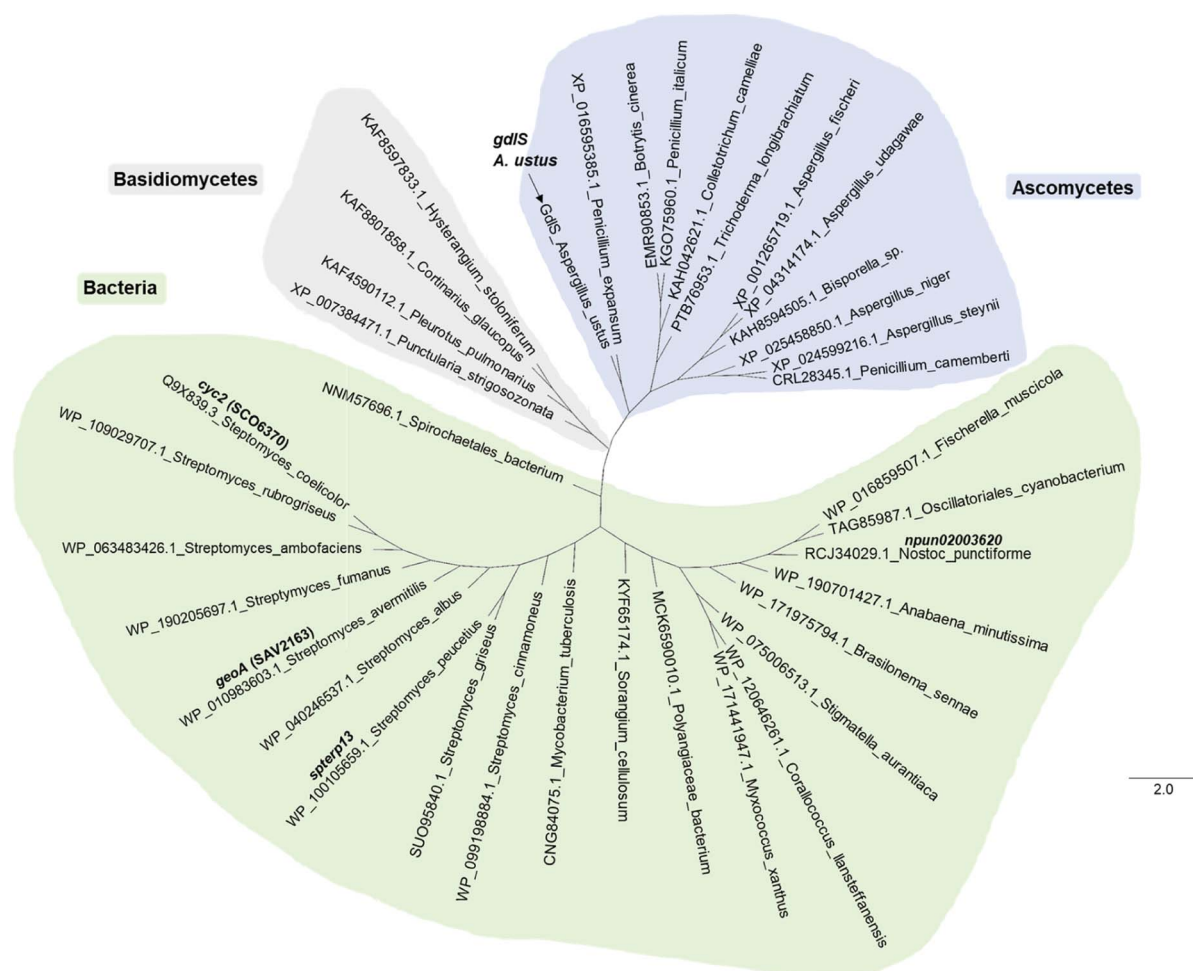 Basidiomycetes
KAF8597833.1_Hysterangium_stoloniferum
KAF8801858.1_Cortinarius_glaucopus
KAF4590112.1_Pleurotus_pulmonarius
XP_007384471.1_Punctularia_strigosozonata
gdlS
A. ustus
GdlS_Aspergillus_ustus
XP_016595385.1_Penicillium_expansum
EMR90853.1_Botrytis_cinerea
KGO75960.1_Penicillium_italicum
KAH042621.1_Colletotrichum_camelliae
PTB76953.1_Trichoderma_longibrachiatum
XP_001265719.1_Aspergillus_fischeri
XP_04314174.1_Aspergillus_udagawae
KAH8594505.1_Bisporella_sp.
XP_025458850.1_Aspergillus_niger
XP_024599216.1_Aspergillus_steynii
CRL28345.1_Penicillium_camemberti
Ascomycetes
Bacteria
NNM57696.1_Spirochaetales_bacterium
cyc2 (SCO6370)
Q9X839.3_Steptomyces_coelicolor
WP_109029707.1_Streptomyces_rubrogriseus
WP_063483426.1_Streptomyces_ambofaciens
WP_190205697.1_Streptymyces_fumanus
geoA (SAV2163)
WP_010983603.1_Streptomyces_avermitilis
WP_040246537.1_Streptomyces_albus
spterp13
WP_100105659.1_Streptomyces_peucetius
SUO95840.1_Streptomyces_griseus
WP_099198884.1_Streptomyces_cinnamoneus
CNG84075.1_Mycobacterium_tuberculosis
KYF65174.1_Sorangium_cellulosum
MCK6590010.1_Polyangiaceae_bacterium
WP_171441947.1_Myxococcus_xanthus
WP_120646261.1_Corallococcus_llansteffanensis
WP_075006513.1_Stigmatella_aurantiaca
WP_171975794.1_Brasilonema_sennae
WP_190701427.1_Anabaena_minutissima
npun02003620
RCJ34029.1_Nostoc_punctiforme
TAG85987.1_Oscillatoriales_cyanobacterium
WP_016859507.1_Fischerella_muscicola
2.0